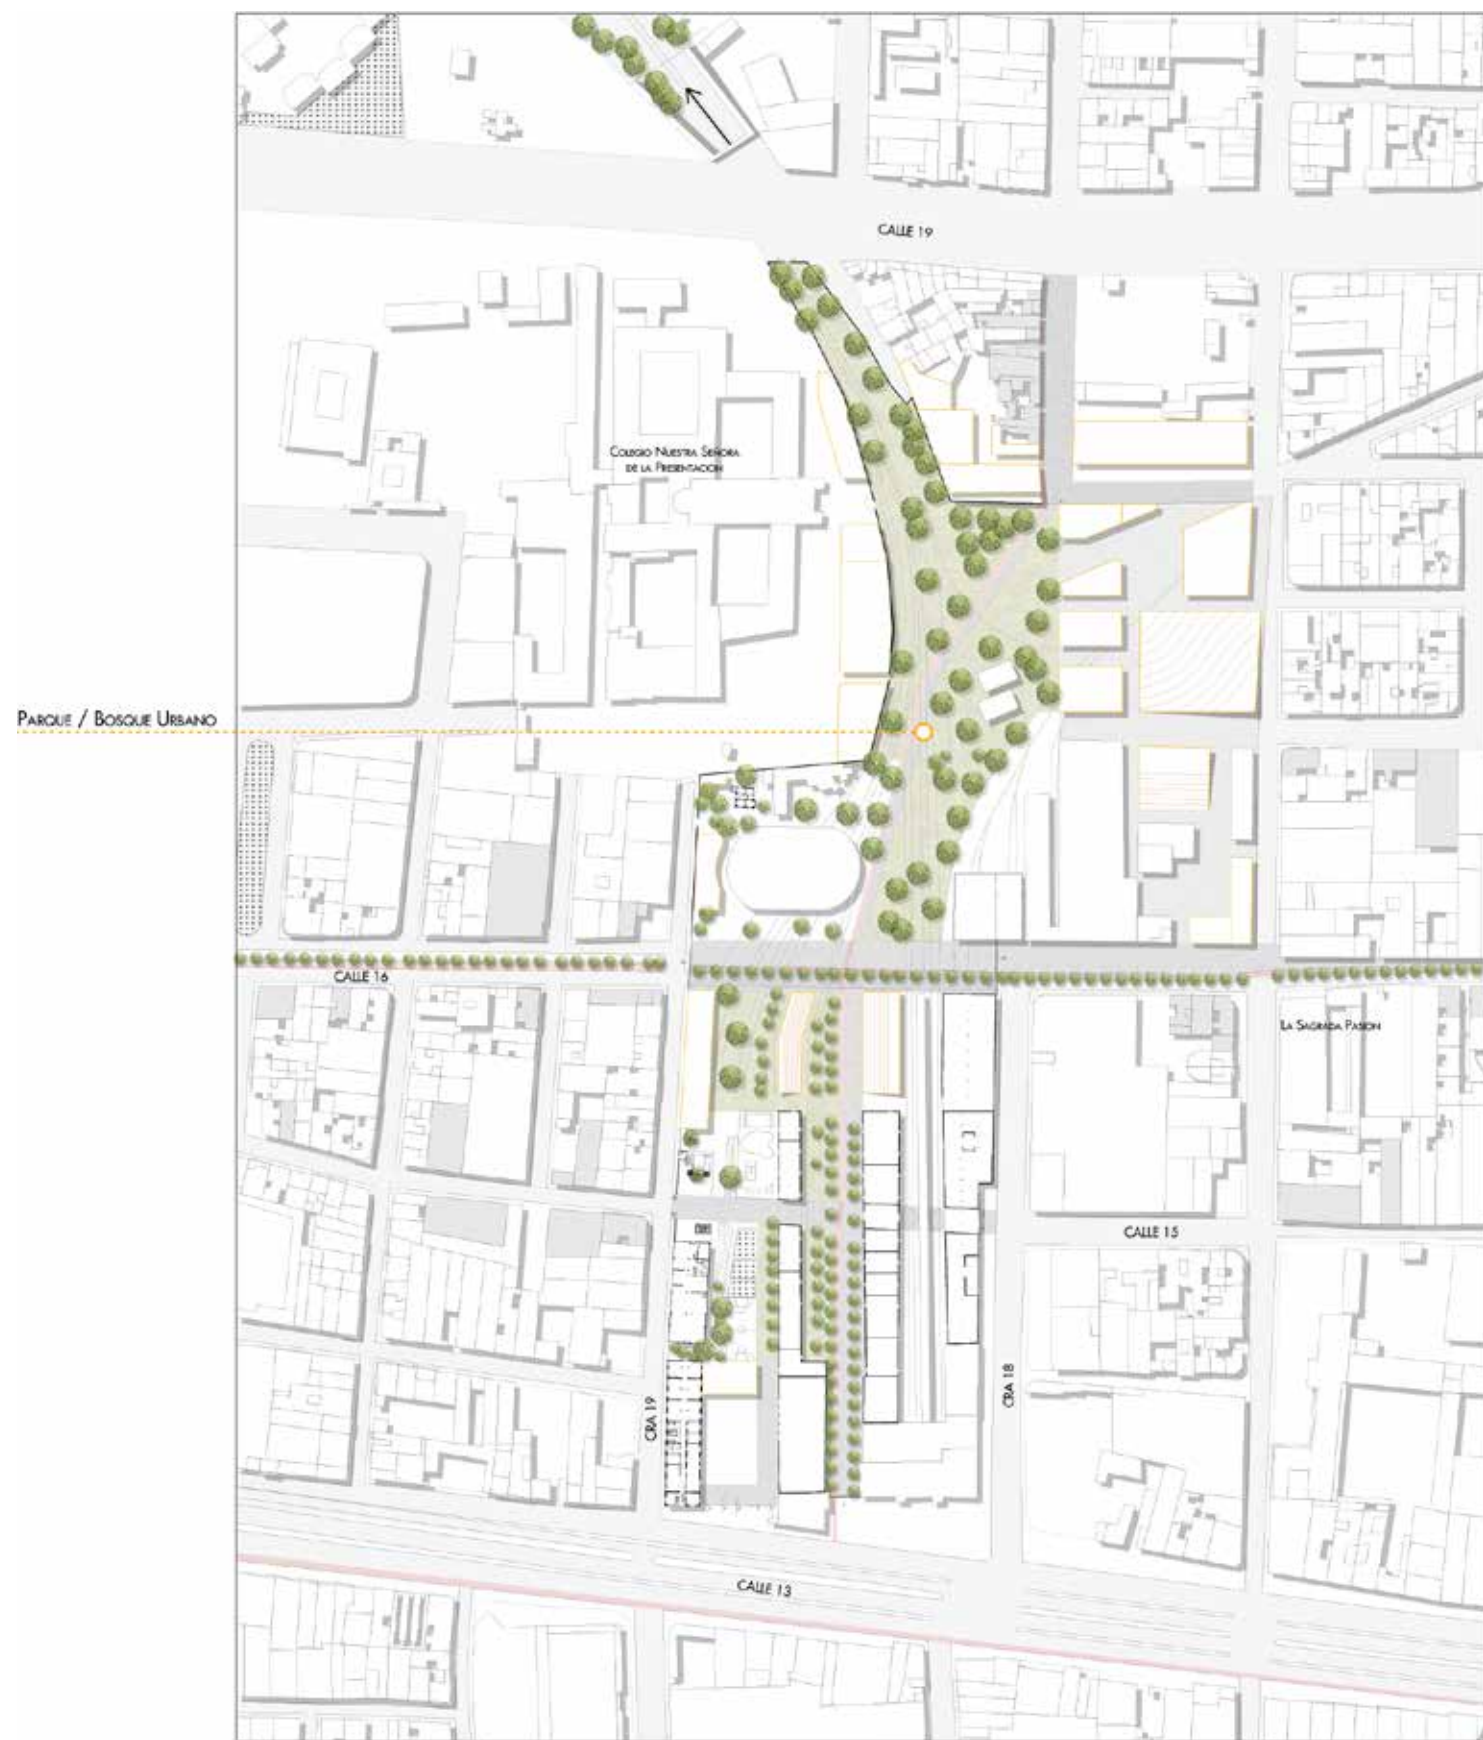 CALLE 19
COLEGIO NUESTRA SEÑORA
DE LA PRESENTACION
PARQUE / BOSQUE URBANO
CALLE 16
LA SAGRADA PASION
CALLE 15
CRA 18
CRA 19
CALLE 13